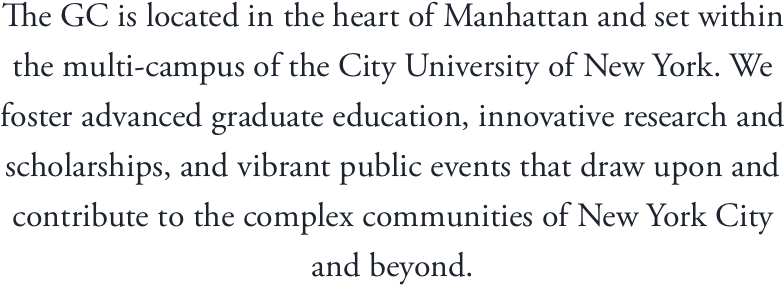 The GC is located in the heart of Manhattan and set within
the multi-campus of the City University of New York. We
foster advanced graduate education, innovative research and
scholarships, and vibrant public events that draw upon and
contribute to the complex communities of New York City
and beyond.